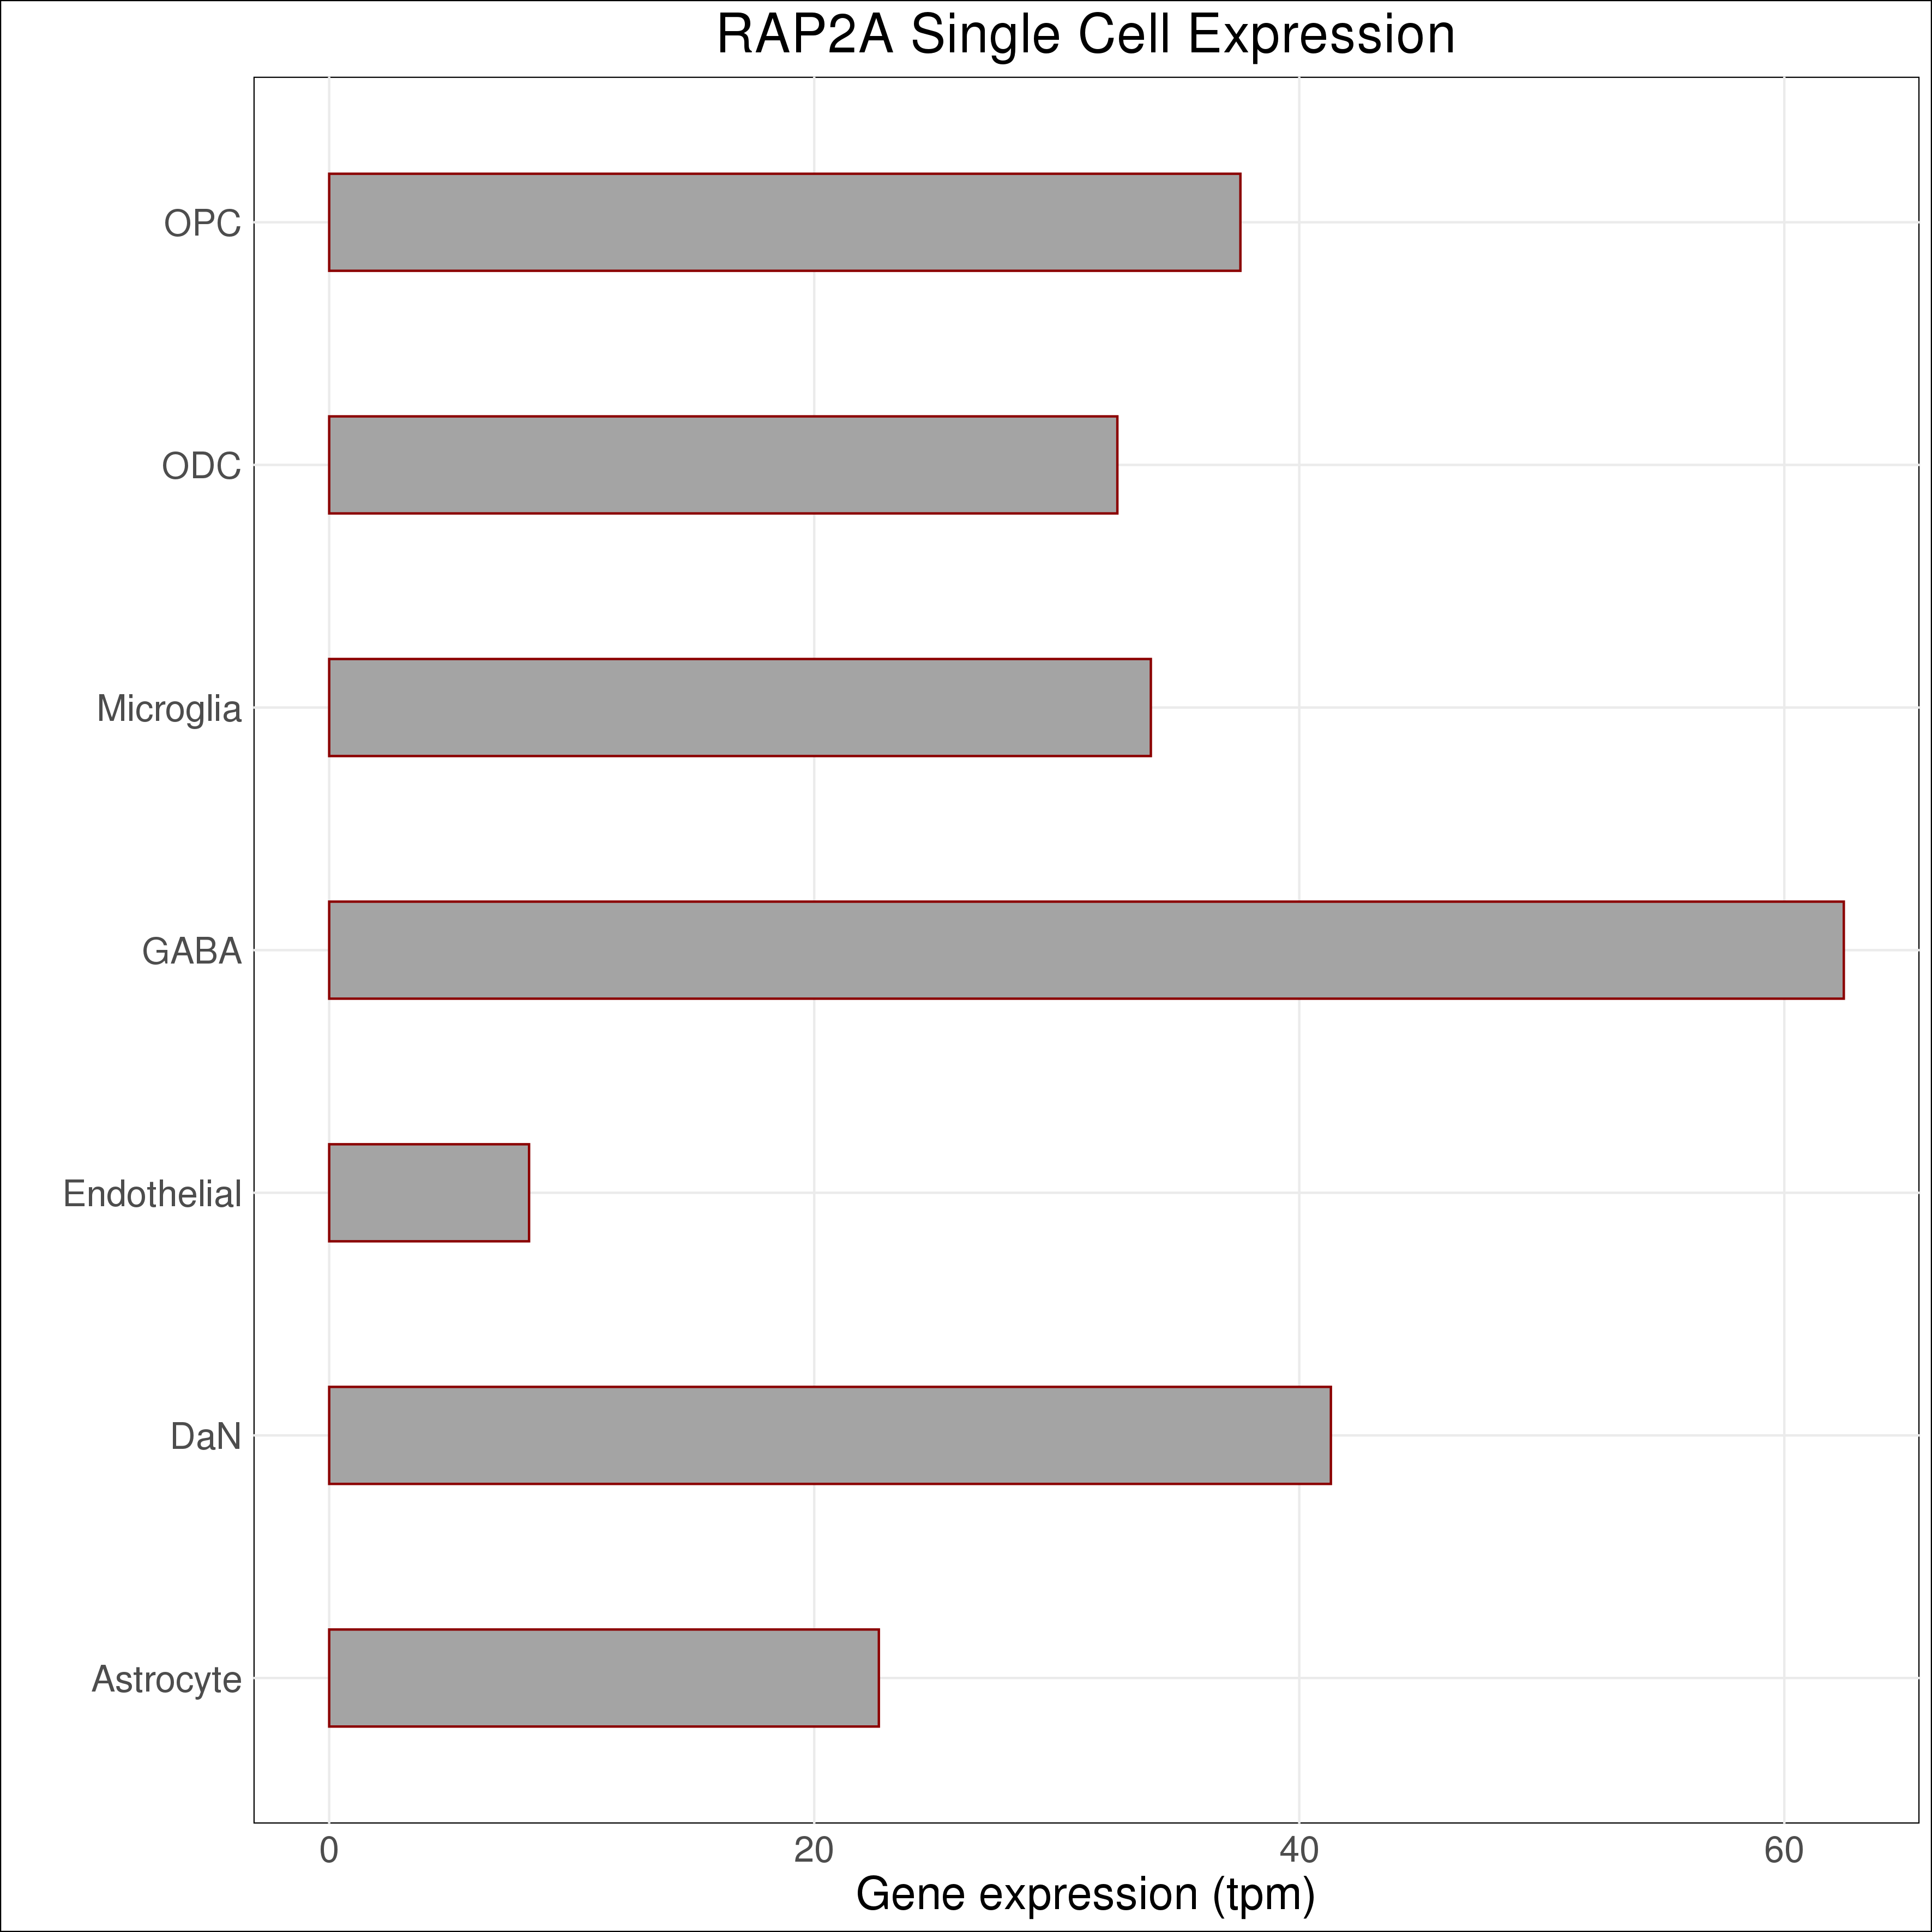 RAP2A Single Cell Expression
OPC
ODC
Microglia
GABA
Endothelial
DaN
Astrocyte
0 20 40 60
Gene expression (tpm)